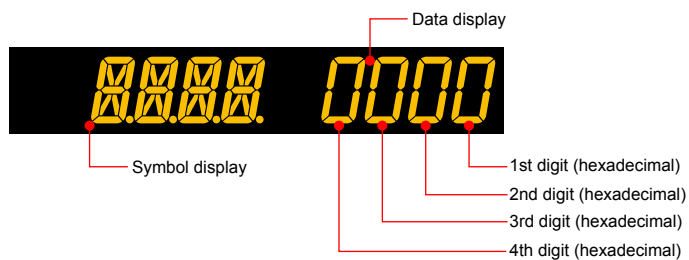 Data display
0000
Symbol display
1st digit (hexadecimal)
2nd digit (hexadecimal)
3rd digit (hexadecimal)
4th digit (hexadecimal)